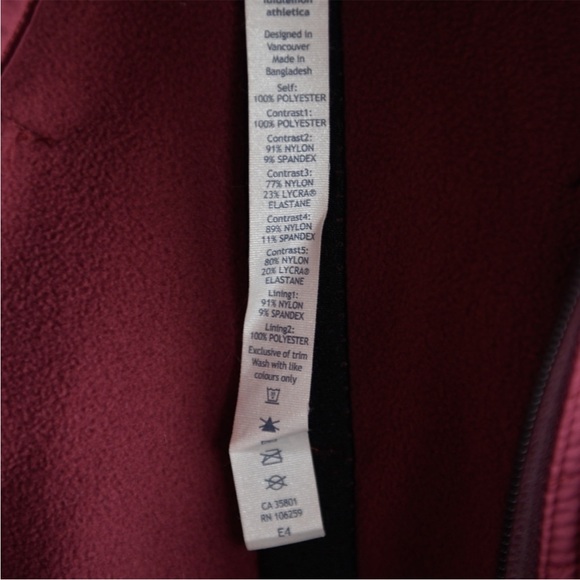 lululemon
athletica
Designed in
Vancouver
Made in
Bangladesh
Self:
100% POLYESTER
Contrast1:
100% POLYESTER
Contrast2:
91% NYLON
9% SPANDEX
Contrast3:
77% NYLON
23% LYCRA®
ELASTANE
Contrast4:
89% NYLON
11% SPANDEX
Contrast5:
80% NYLON
20% LYCRA®
ELASTANE
Lining1:
91% NYLON
9% SPANDEX
Lining2:
100% POLYESTER
Exclusive of trim
Wash with like
colours only
CA 35801
RN 106259
E4